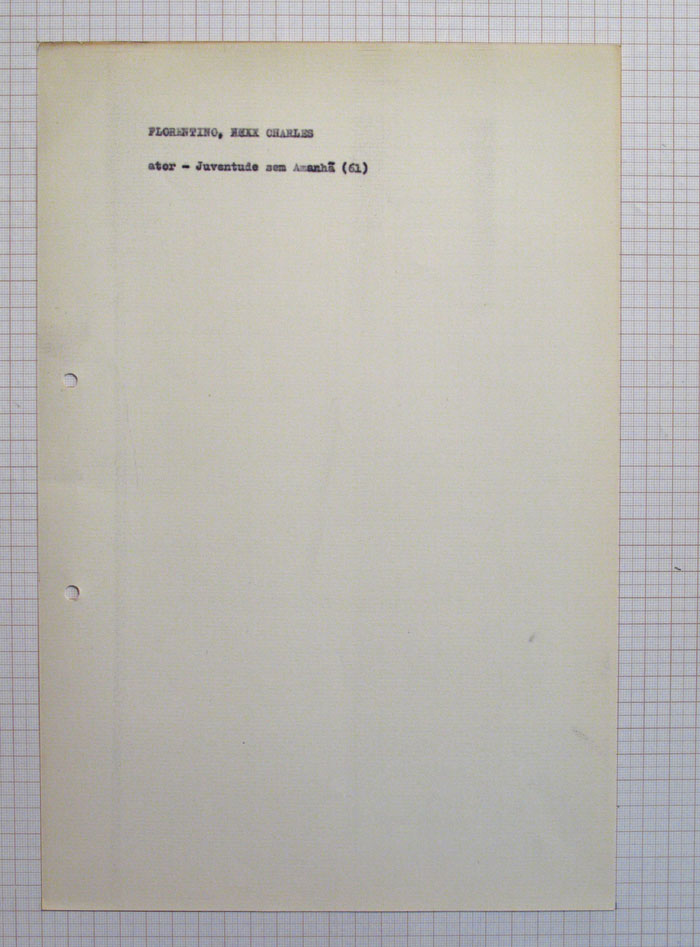 FLORENTINO, CHARLES
ator - Juventude sem Amanhã (61)